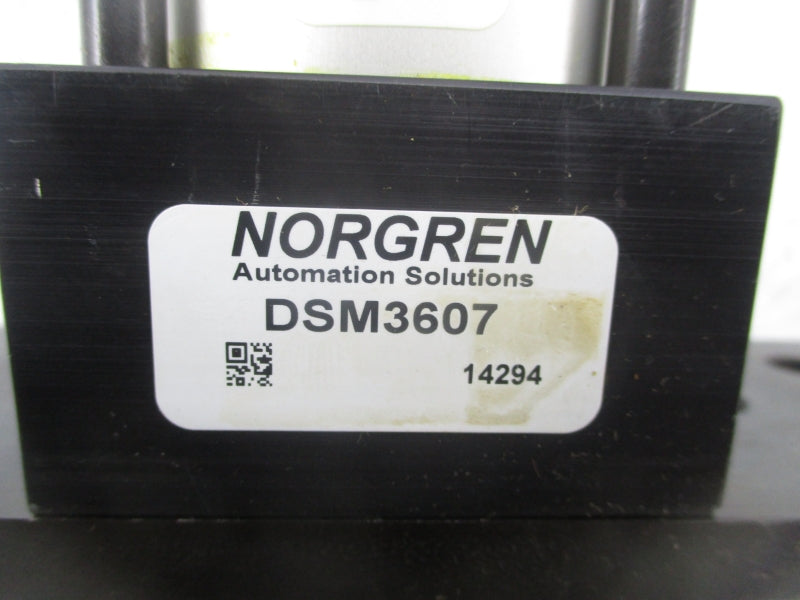 NORGREN
Automation Solutions
DSM3607
14294